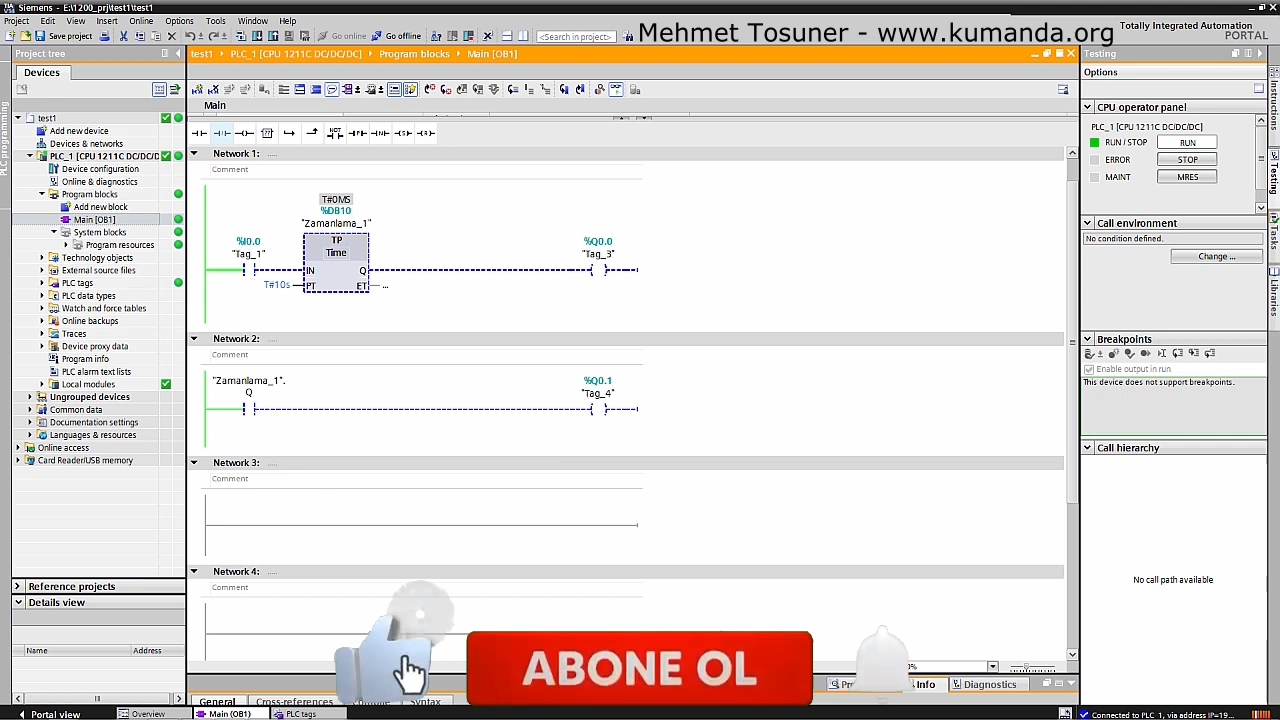 Siemens - E:\1200_prj\test1\test1
Mehmet Tosuner - www.kumanda.org
Project Edit View Insert Online Options Tools Window Help
Totally Integrated Automation
PORTAL
Save project
Go online
Go offline
<Search in project>
Project tree
test1 PLC_1 [CPU 1211C DC/DC/DC] Program blocks Main [OB1]
Testing
Devices
Options
PLC programming
Main
test1
Add new device
Devices & networks
PLC_1 [CPU 1211C DC/DC/D
Device configuration
Online & diagnostics
Program blocks
Add new block
Main [OB1]
System blocks
Program resources
Technology objects
External source files
PLC tags
PLC data types
Watch and force tables
Online backups
Traces
Device proxy data
Program info
PLC alarm text lists
Local modules
Ungrouped devices
Common data
Documentation settings
Languages & resources
Online access
Card Reader/USB memory
Reference projects
Details view
Name Address
Network 1: .....
Comment
T#0MS
%DB10
"Zamanlama_1"
TP
Time
%I0.0
"Tag_1"
IN Q
T#10s PT ET ...
%Q0.0
"Tag_3"
Network 2: .....
Comment
"Zamanlama_1".
Q
%Q0.1
"Tag_4"
Network 3: .....
Comment
Network 4: .....
Comment
ABONE OL
CPU operator panel
PLC_1 [CPU 1211C DC/DC/DC]
RUN / STOP RUN
ERROR STOP
MAINT MRES
Call environment
No condition defined.
Change ...
Breakpoints
Enable output in run
This device does not support breakpoints.
Call hierarchy
No call path available
Instructions
Testing
Tasks
Libraries
Info Diagnostics
General Cross-references Syntax
Portal view Overview Main (OB1) PLC tags
Connected to PLC_1, via address IP=19...